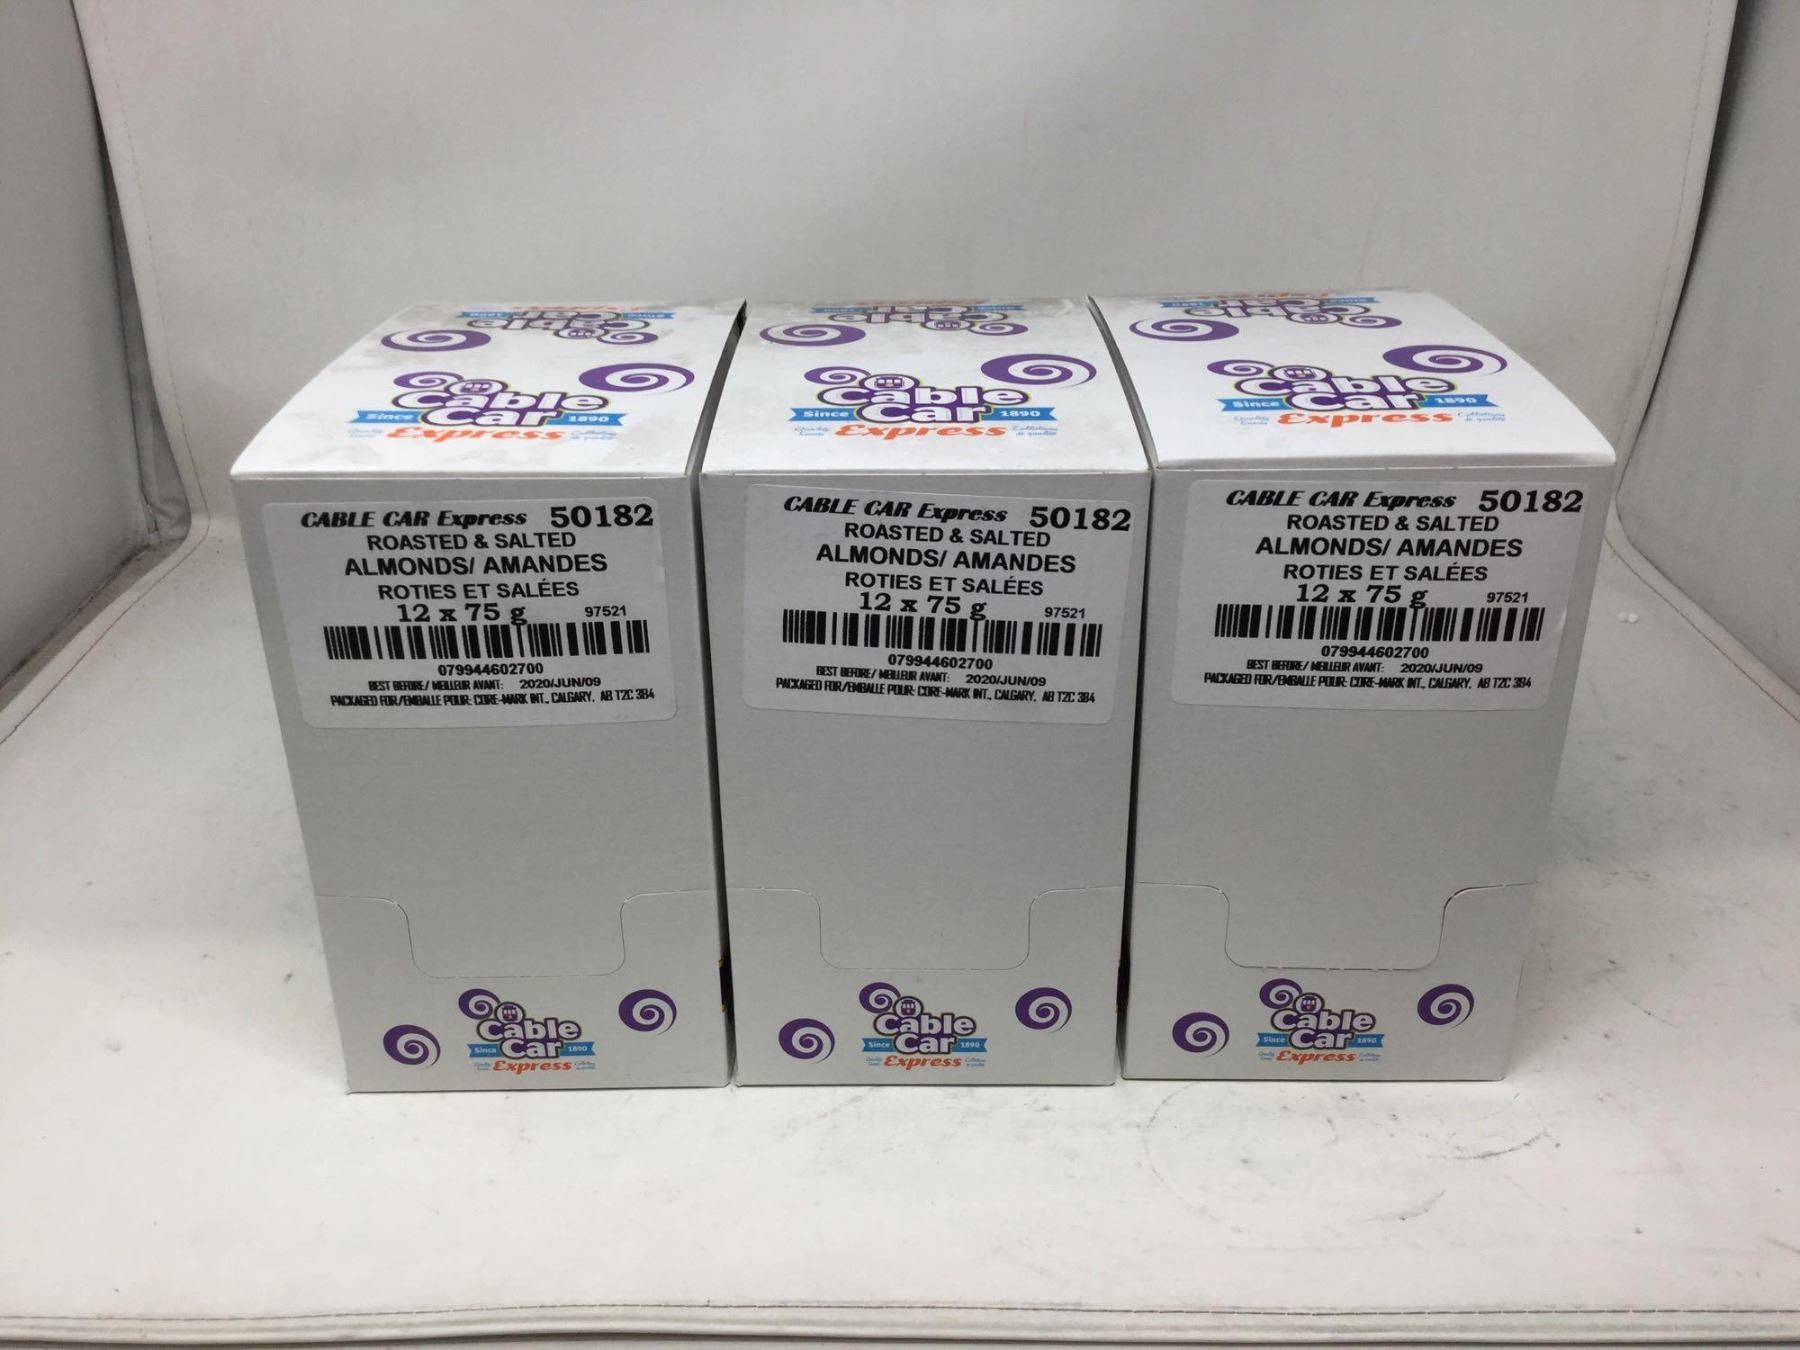 Cable
Car
Since 1890
Express
Cable
Car
Since 1890
Quality Collation
Express
Cable
Car
Since 1890
Quality
Express
CABLE CAR Express 50182
ROASTED & SALTED
ALMONDS/ AMANDES
ROTIES ET SALÉES
12 x 75 g 97521
079944602700
BEST BEFORE/ MEILLEUR AVANT: 2020/JUN/09
PACKAGED FOR/EMBALLE POUR: CORE-MARK INT., CALGARY, AB T2C 3B4
Cable
Car
Since 1890
Express
CABLE CAR Express 50182
ROASTED & SALTED
ALMONDS/ AMANDES
ROTIES ET SALÉES
12 x 75 g 97521
079944602700
BEST BEFORE/ MEILLEUR AVANT: 2020/JUN/09
PACKAGED FOR/EMBALLE POUR: CORE-MARK INT., CALGARY, AB T2C 3B4
Cable
Car
Since 1890
Express
CABLE CAR Express 50182
ROASTED & SALTED
ALMONDS/ AMANDES
ROTIES ET SALÉES
12 x 75 g 97521
079944602700
BEST BEFORE/ MEILLEUR AVANT: 2020/JUN/09
PACKAGED FOR/EMBALLE POUR: CORE-MARK INT., CALGARY, AB T2C 3B4
Cable
Car
Since 1890
Express